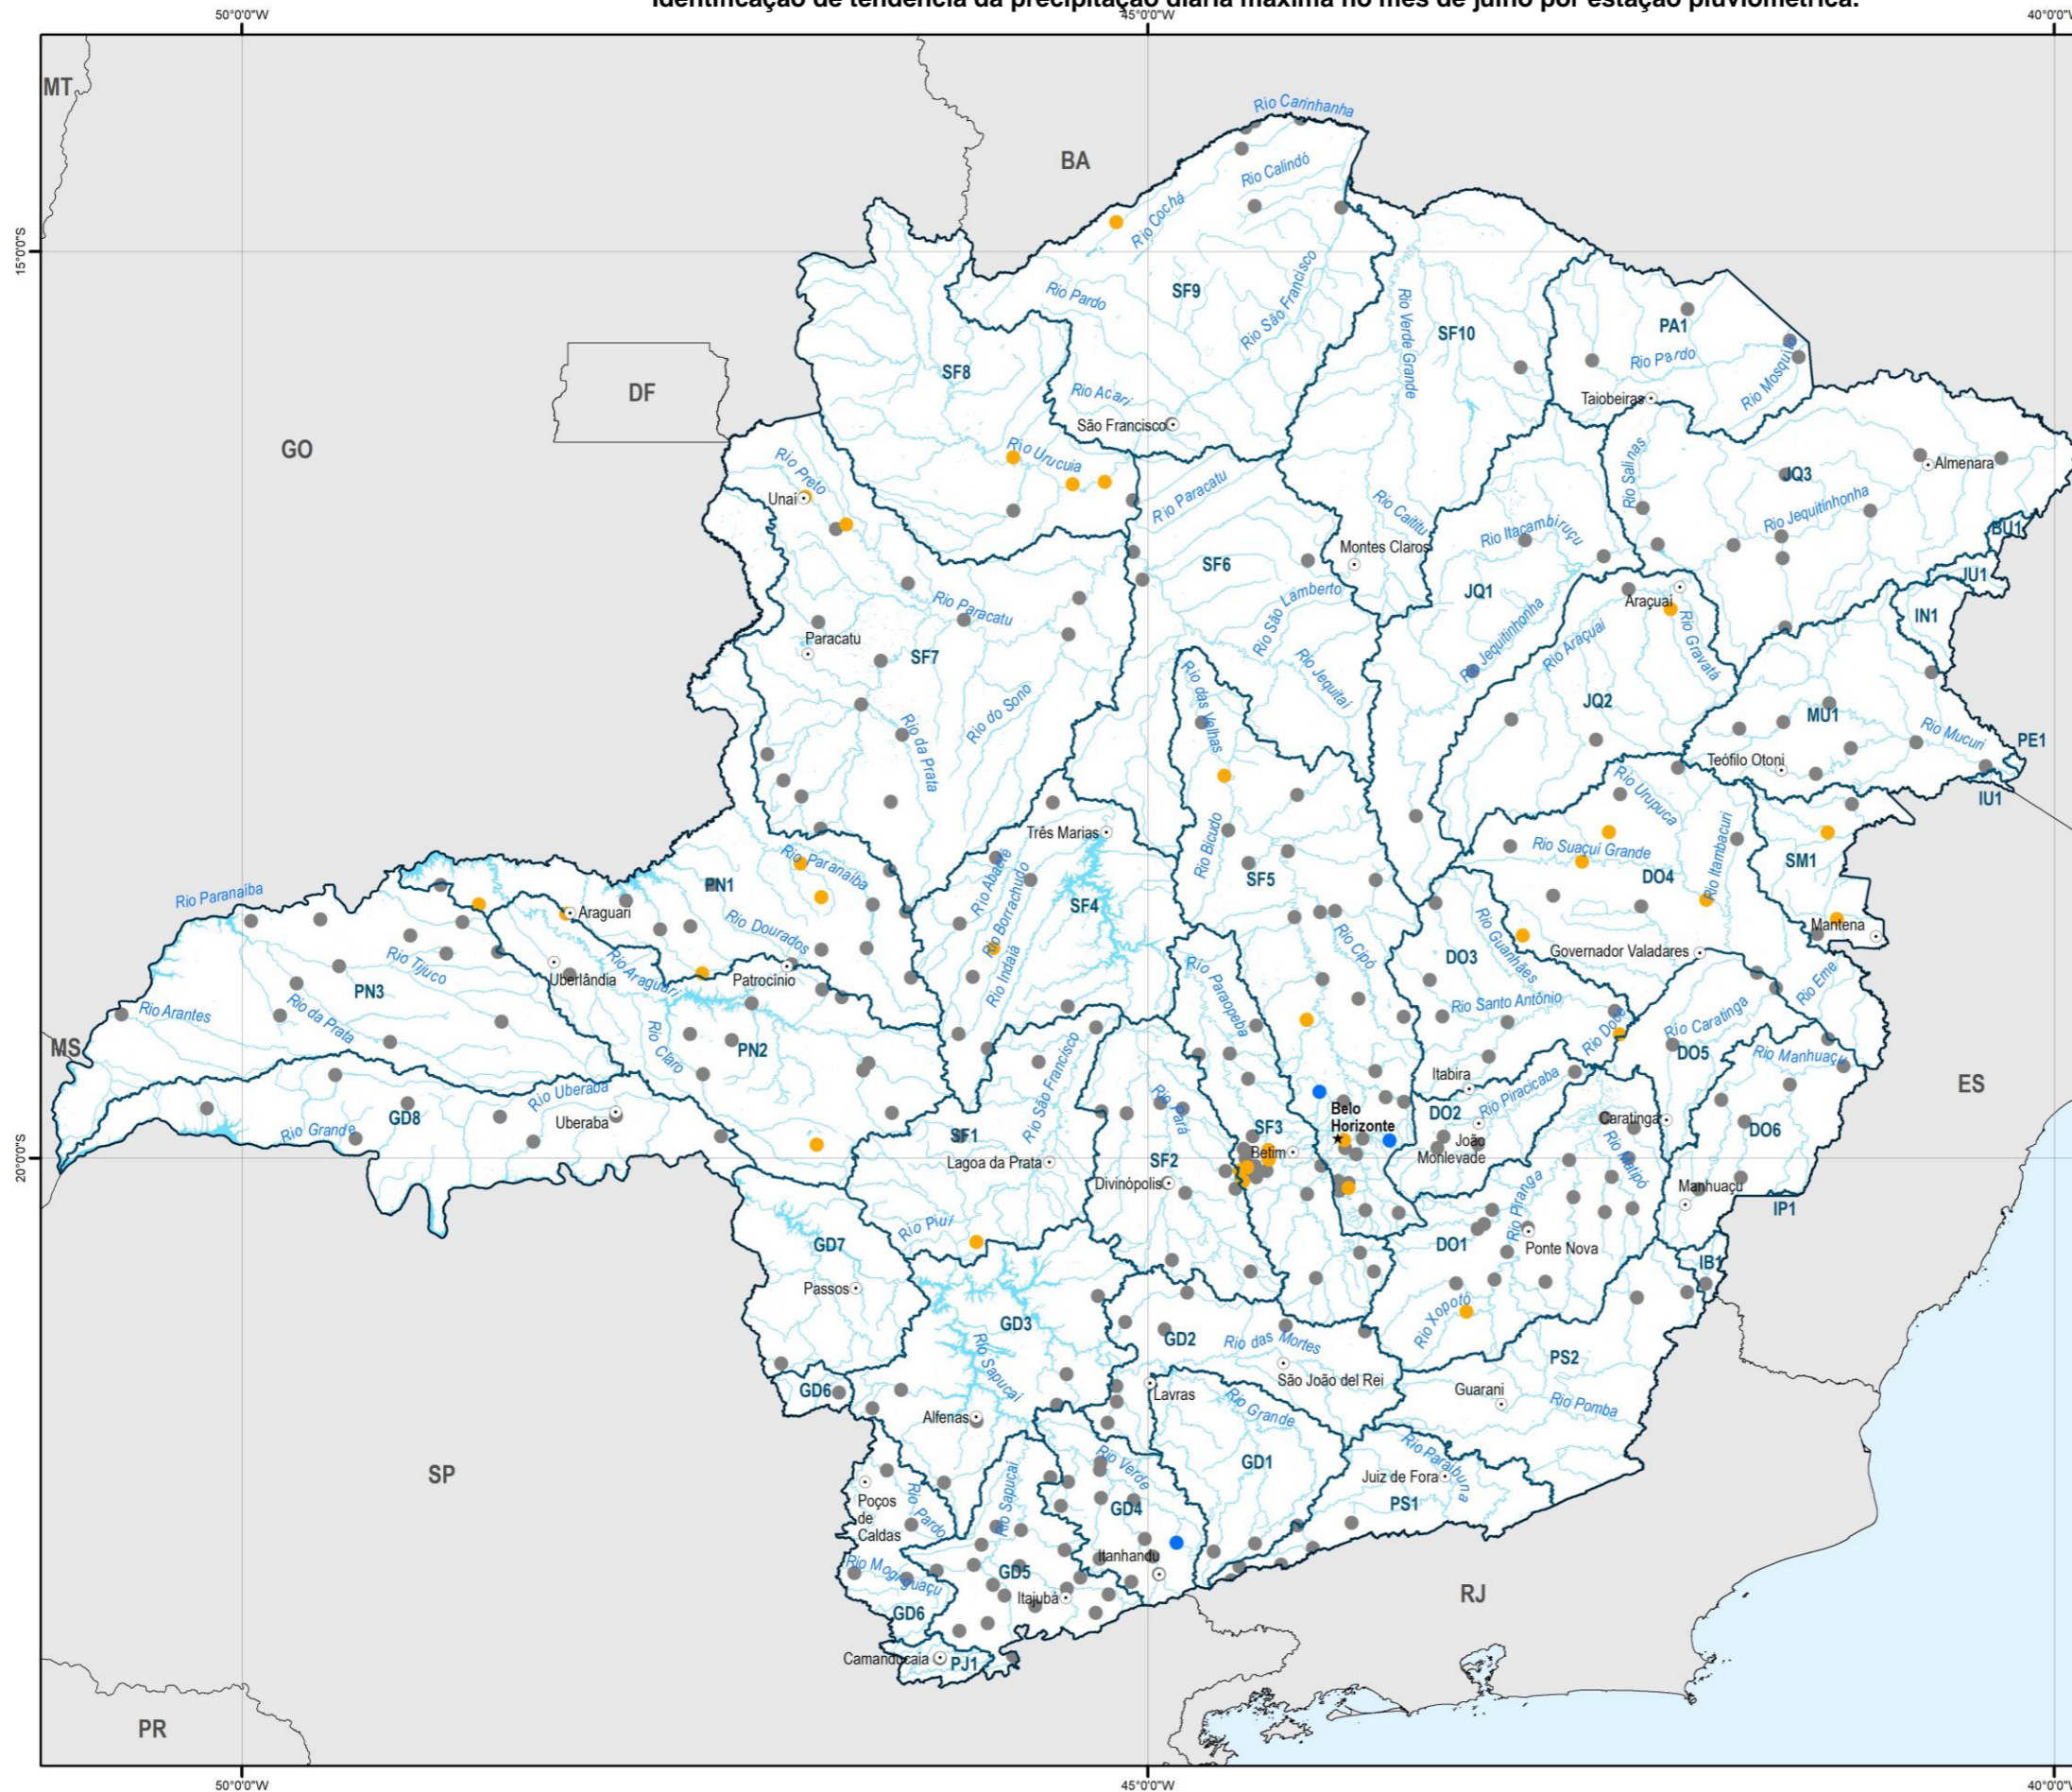 Identificação de tendência da precipitação diária máxima no mês de julho por estação pluviométrica.
50°0'0"W
45°0'0"W
40°0'0"W
MT
Rio Carinhanha
BA
Rio Calindó
Rio Cochá
15°0'0"S
Rio Pardo
SF9
Rio São Francisco
Rio Verde Grande
SF10
PA1
Rio Pardo
Rio Mosquito
SF8
DF
Rio Acari
Taiobeiras
São Francisco
GO
Rio Urucuia
Rio Preto
Rio Salinas
Almenara
JQ3
Unaí
Rio Paracatu
Rio Caititu
Rio Jequitinhonha
Rio Itacambiruçu
BU1
Montes Claros
SF6
JU1
Rio São Lamberto
JQ1
Araçuaí
Rio Paracatu
IN1
Rio Jequitinhonha
Rio Araçuaí
Rio Gravatá
Paracatu
SF7
Rio das Velhas
Rio Jequitaí
JQ2
Rio do Sono
MU1
Rio da Prata
Rio Mucuri
PE1
Teófilo Otoni
Rio Urupuca
IU1
Três Marias
Rio Bicudo
Rio Suaçuí Grande
Rio Itambacuri
SM1
Rio Paranaíba
Rio Abaeté
SF5
DO4
PN1
Rio Borrachudo
Rio Paranaíba
SF4
Araguari
Rio Dourados
Rio Cipó
Rio Guanhães
Mantena
Rio Tijuco
Rio Araguari
Patrocínio
Rio Indaiá
Rio Paraopeba
DO3
Governador Valadares
Uberlândia
PN3
Rio Eme
Rio Arantes
Rio da Prata
Rio Santo Antônio
Rio Caratinga
Rio Doce
MS
Rio Claro
PN2
Rio São Francisco
DO5
Rio Manhuaçu
Itabira
ES
Rio Uberaba
Rio Pará
Rio Piracicaba
GD8
Uberaba
Belo
Horizonte
DO2
Caratinga
Rio Grande
SF1
SF3
João
Monlevade
DO6
Betim
Rio Matipó
Lagoa da Prata
SF2
20°0'0"S
Divinópolis
Manhuaçu
Rio Piranga
IP1
Rio Piuí
GD7
DO1
Ponte Nova
IB1
Passos
Rio Xopotó
GD3
GD2
Rio das Mortes
PS2
Rio Sapucaí
São João del Rei
GD6
Lavras
Guarani
Rio Pomba
Alfenas
Rio Grande
GD1
Rio Paraibuna
SP
Rio Verde
Juiz de Fora
Poços
de
Caldas
Rio Sapucaí
PS1
Rio Pardo
GD4
Itanhandu
Rio Mogi-guaçu
GD5
Itajubá
GD6
RJ
Camanducaia
PJ1
PR
50°0'0"W
45°0'0"W
40°0'0"W